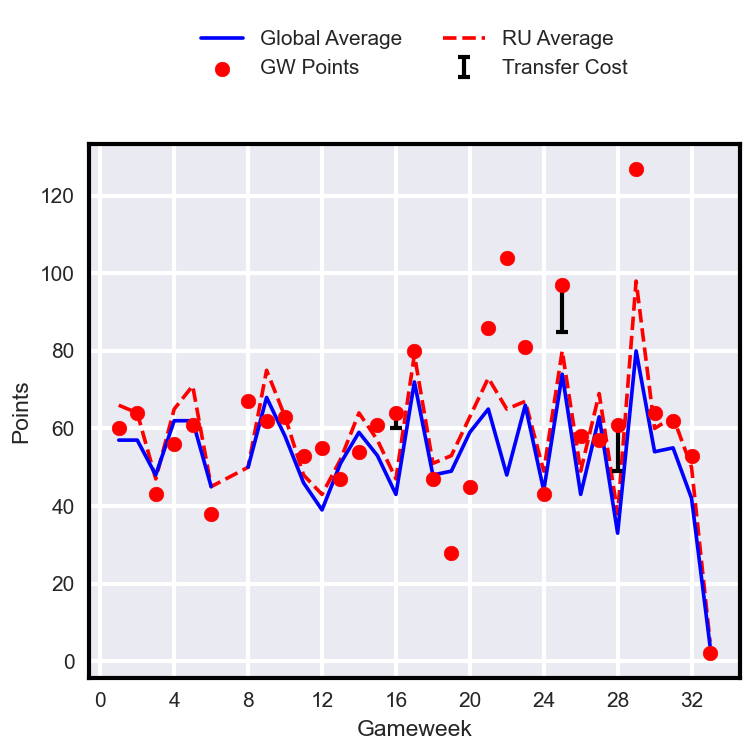 Global Average
RU Average
GW Points
Transfer Cost
Points
120
100
80
60
40
20
0
0 4 8 12 16 20 24 28 32
Gameweek